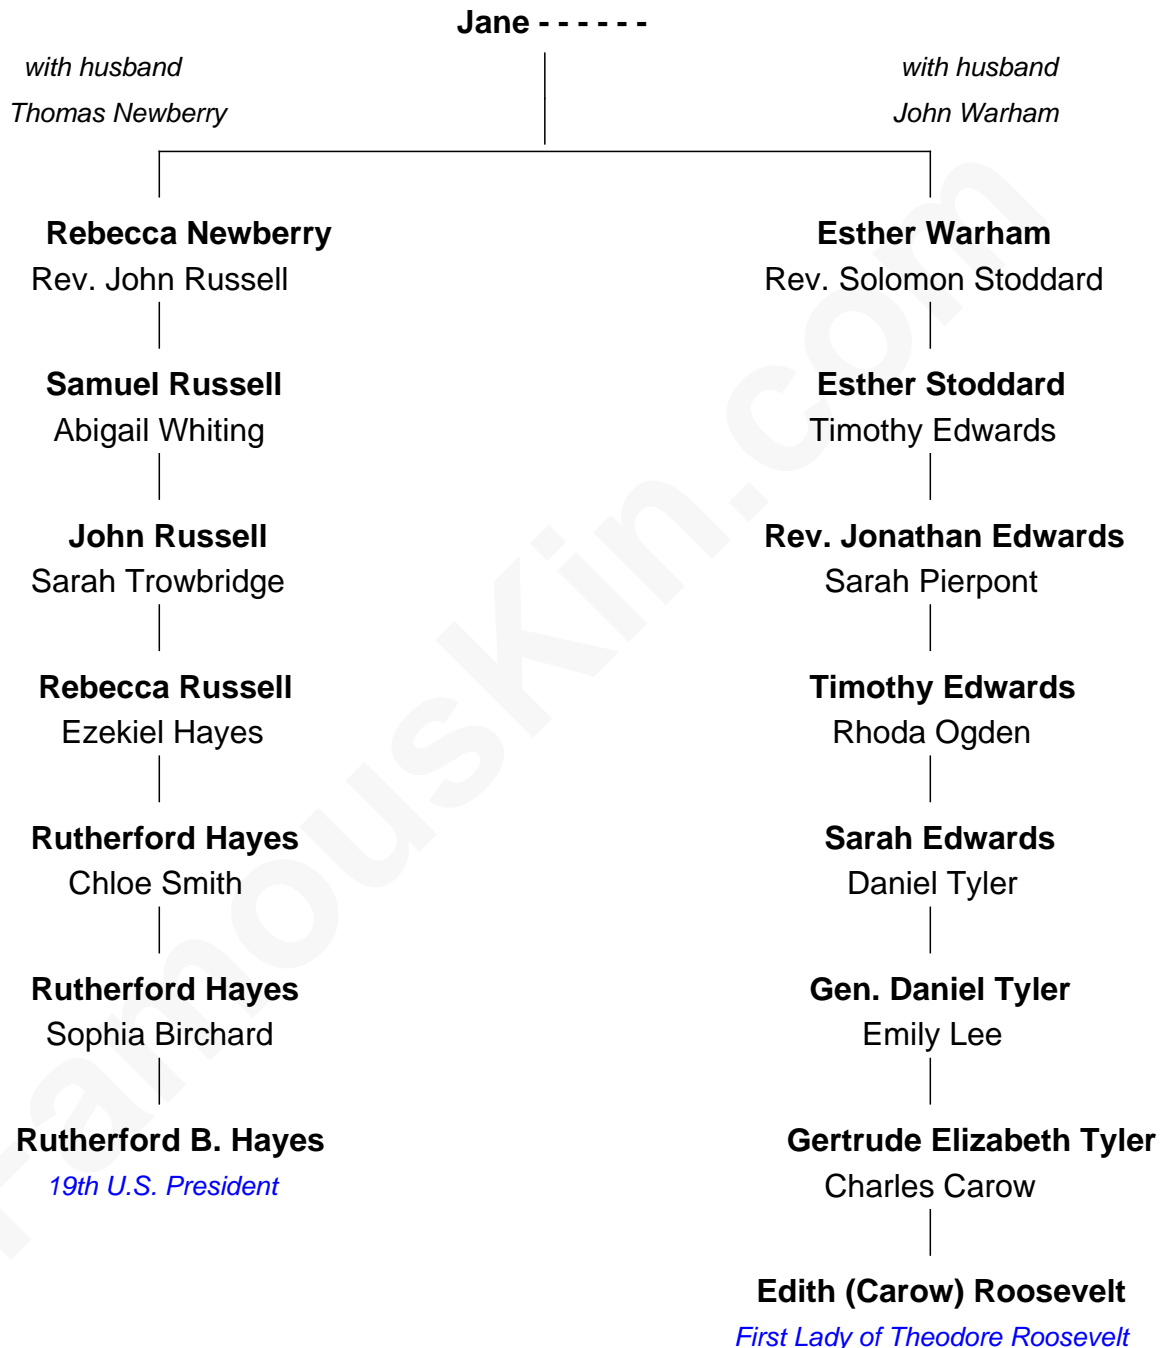 Jane - - - - - -
with husband
Thomas Newberry
with husband
John Warham
Rebecca Newberry
Rev. John Russell
Esther Warham
Rev. Solomon Stoddard
Samuel Russell
Abigail Whiting
Esther Stoddard
Timothy Edwards
John Russell
Sarah Trowbridge
Rev. Jonathan Edwards
Sarah Pierpont
Rebecca Russell
Ezekiel Hayes
Timothy Edwards
Rhoda Ogden
Rutherford Hayes
Chloe Smith
Sarah Edwards
Daniel Tyler
Rutherford Hayes
Sophia Birchard
Gen. Daniel Tyler
Emily Lee
Rutherford B. Hayes
19th U.S. President
Gertrude Elizabeth Tyler
Charles Carow
Edith (Carow) Roosevelt
First Lady of Theodore Roosevelt
FamousKin.com